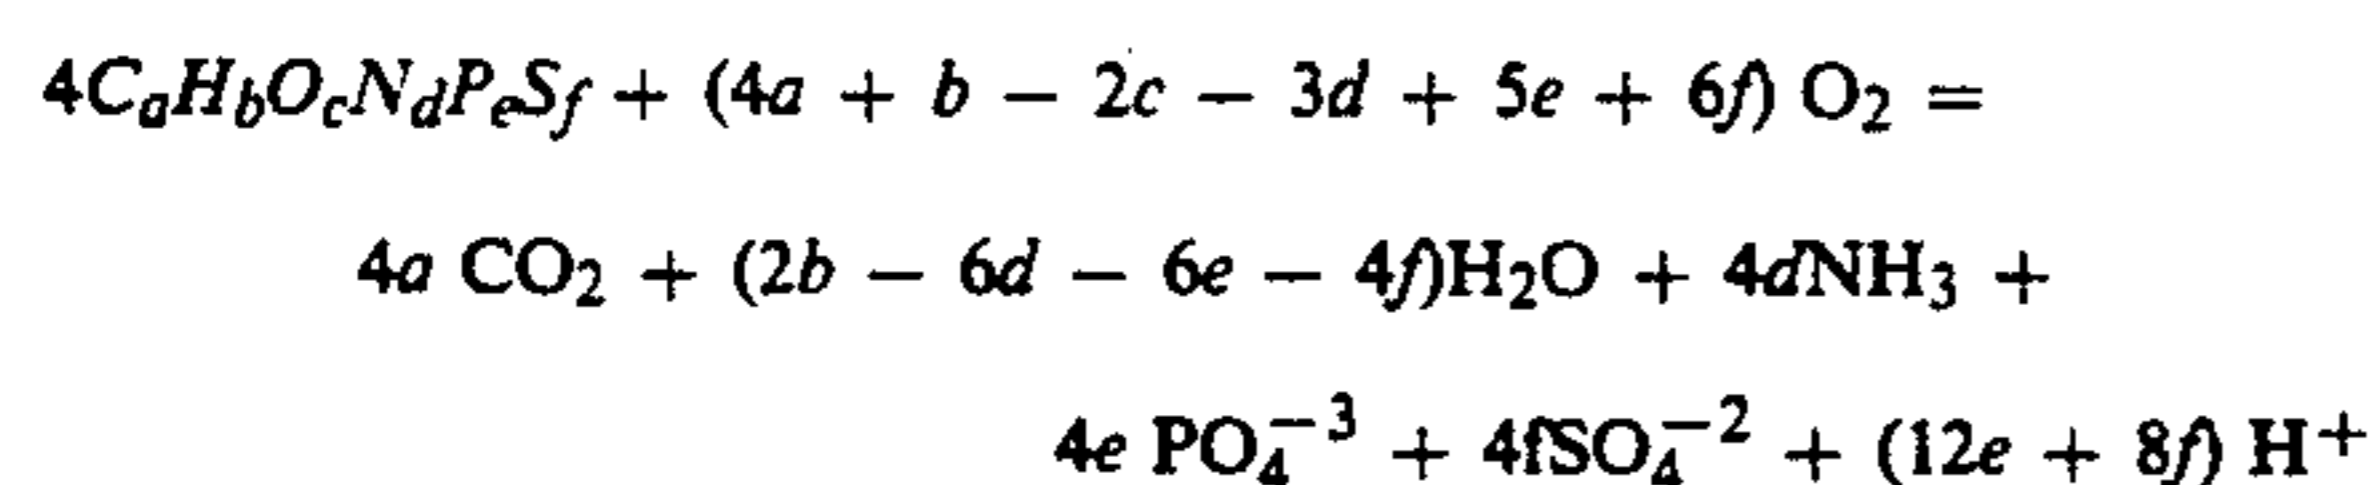 4CₐH_bO_cN_dP_eS_f + (4a + b − 2c − 3d + 5e + 6f) O₂ =
4a CO₂ + (2b − 6d − 6e − 4f)H₂O + 4dNH₃ +
4e PO₄⁻³ + 4fSO₄⁻² + (12e + 8f) H⁺